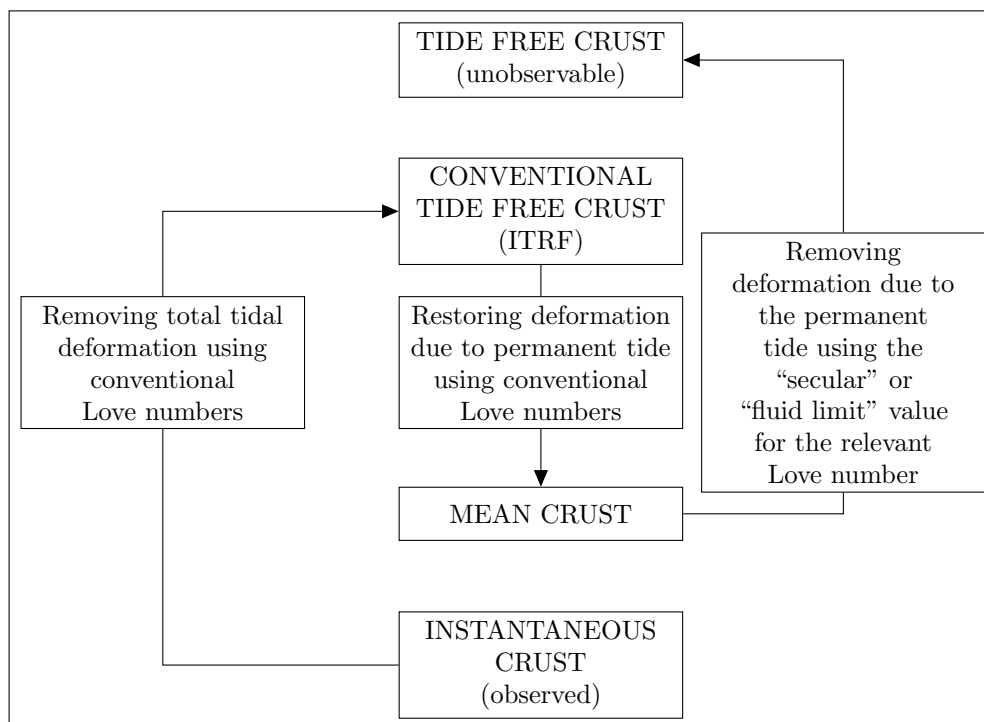 TIDE FREE CRUST
(unobservable)
CONVENTIONAL
TIDE FREE CRUST
(ITRF)
Removing total tidal
deformation using
conventional
Love numbers
Restoring deformation
due to permanent tide
using conventional
Love numbers
Removing
deformation due to
the permanent
tide using the
“secular” or
“fluid limit” value
for the relevant
Love number
MEAN CRUST
INSTANTANEOUS
CRUST
(observed)